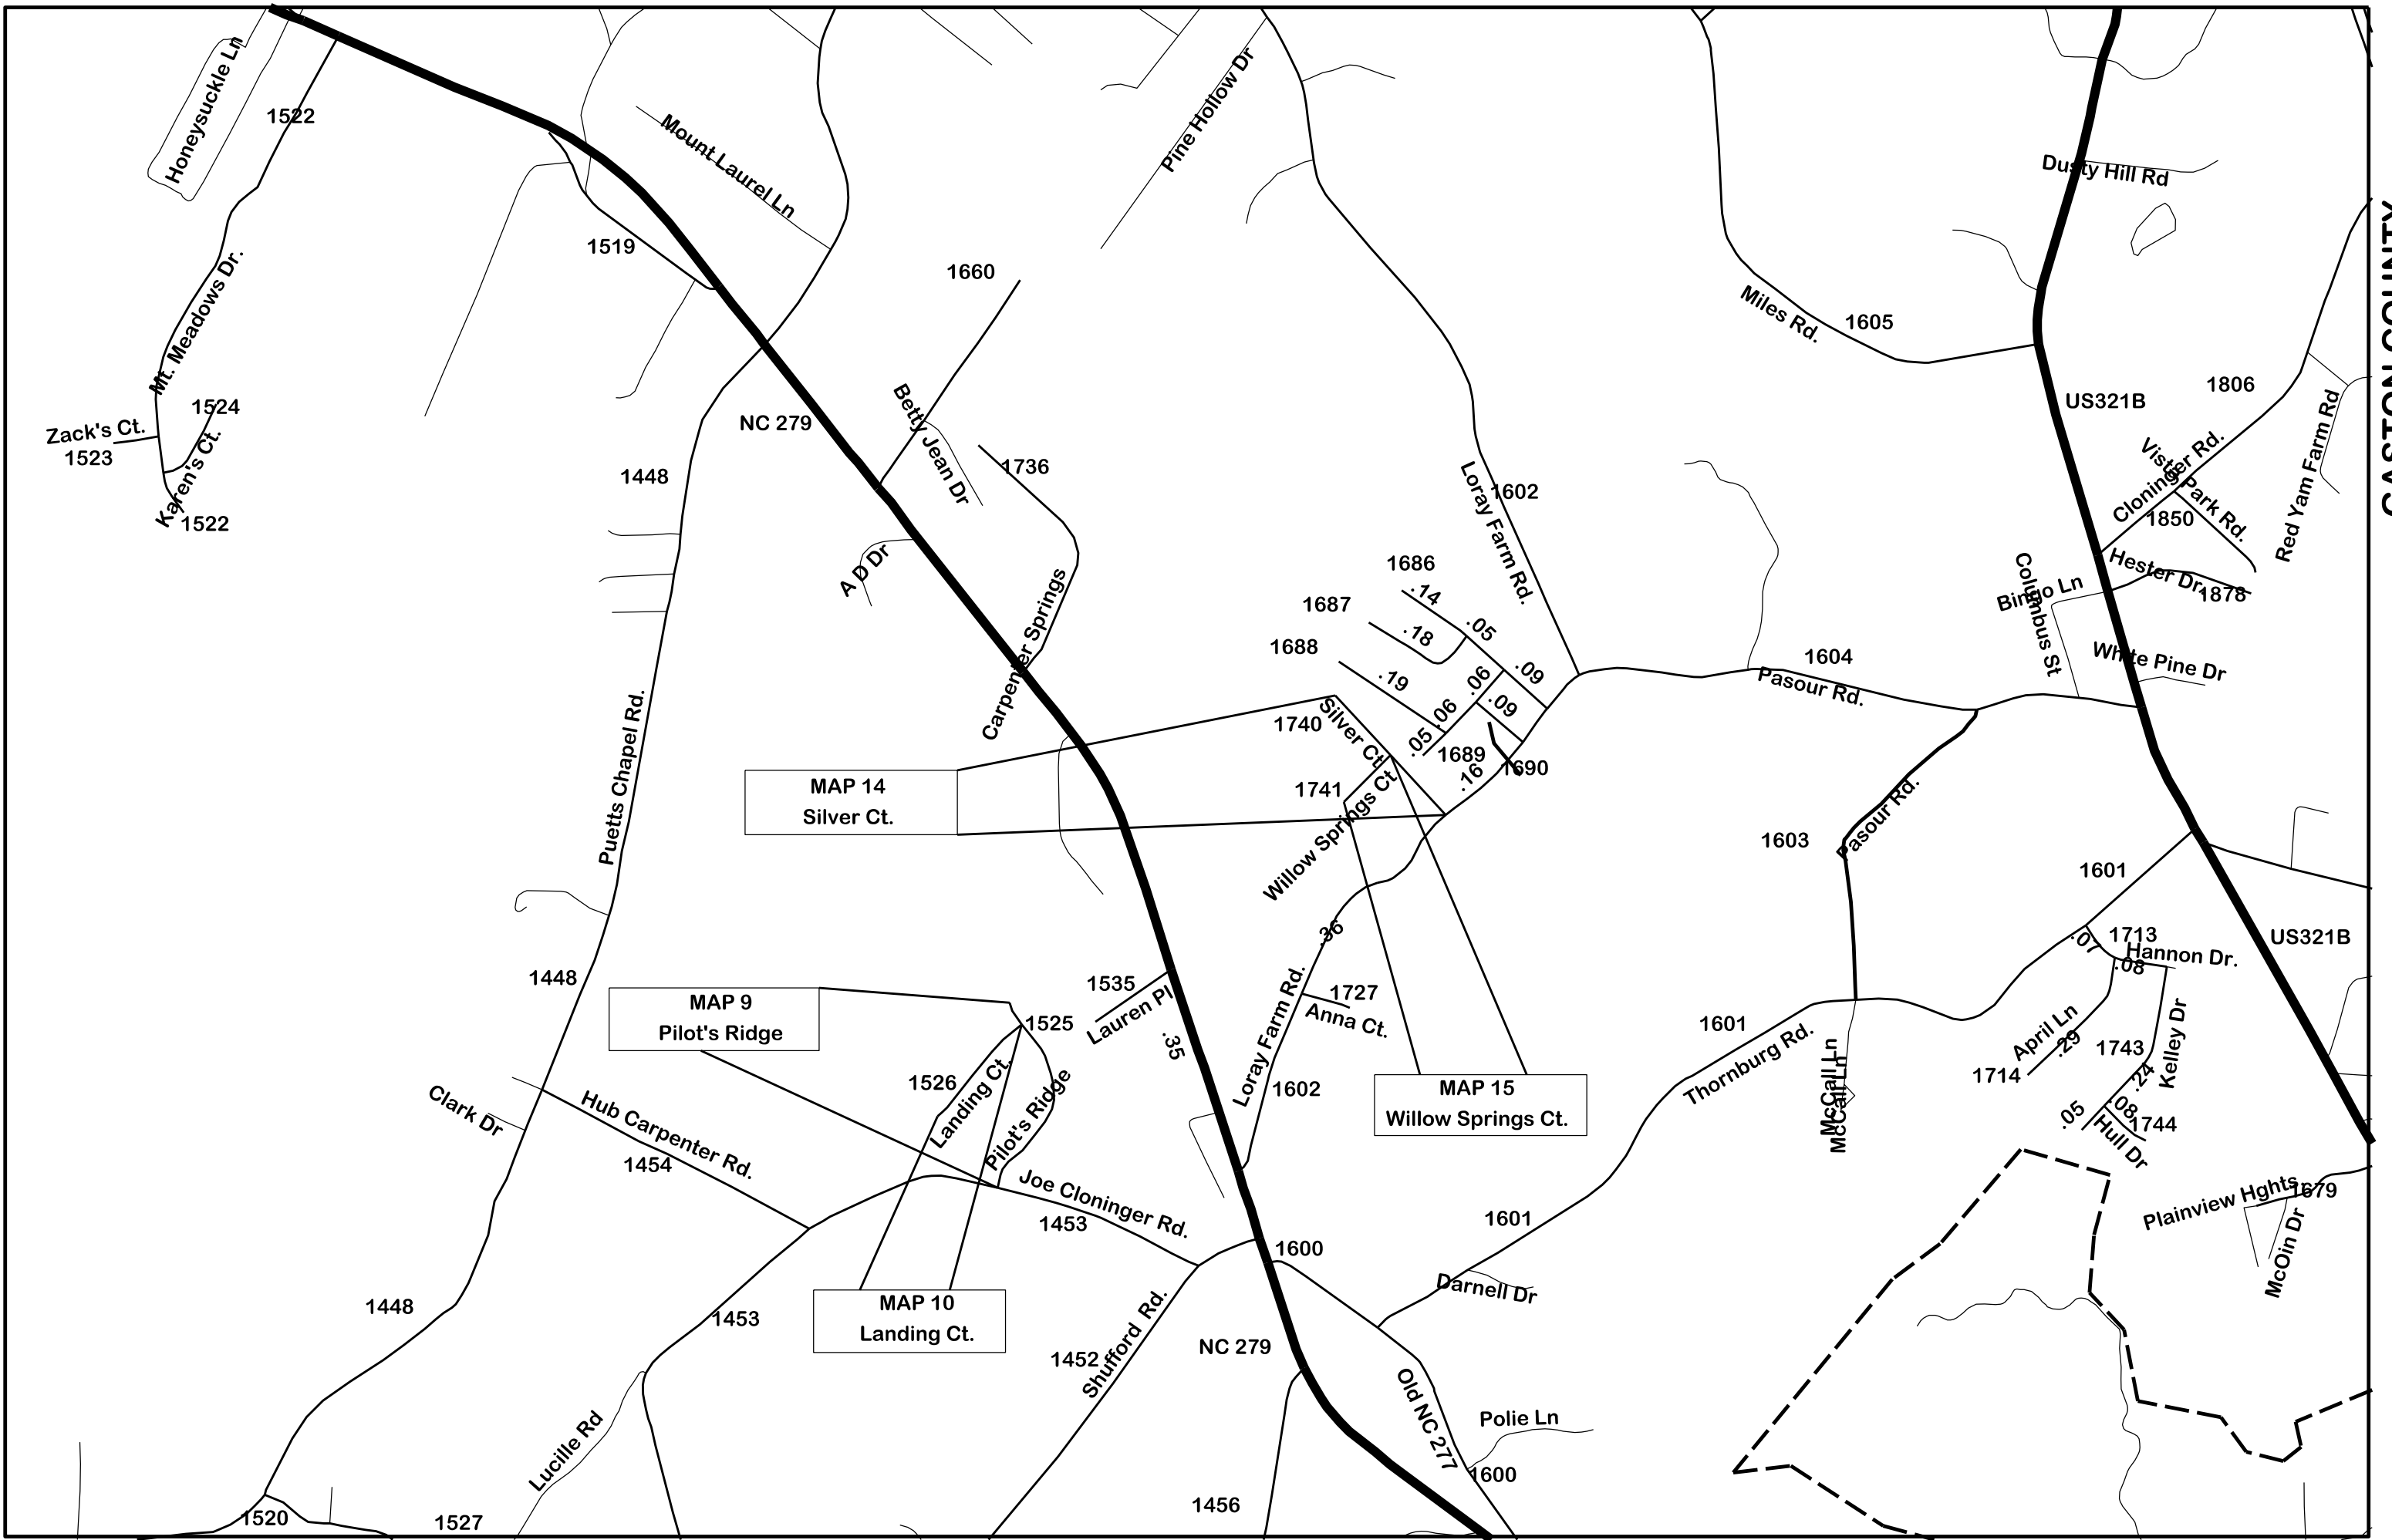 Honeysuckle Ln
1522
Mount Laurel Ln
Pine Hollow Dr
Dusty Hill Rd
GASTON COUNTY
1519
1660
Mt. Meadows Dr.
Miles Rd.
1605
1806
US321B
NC 279
Betty Jean Dr
1524
Zack's Ct.
1523
Karen's Ct.
1522
1448
1736
Loray Farm Rd.
1602
Cloninger Rd.
Vista Park Rd.
1850
Red Yam Farm Rd
A D Dr
Carpenter Springs
1686
.14
1687
.18
.05
1688
.19
.09
.06
.09
.06
.05
Hester Dr.
1878
Bingo Ln
Columbus St
White Pine Dr
1604
Pasour Rd.
Puetts Chapel Rd.
1740
Silver Ct.
1689
1690
.16
1741
Willow Springs Ct
MAP 14
Silver Ct.
1603
Pasour Rd.
1601
US321B
.36
1448
MAP 9
Pilot's Ridge
1535
Lauren Pl
.35
1525
Loray Farm Rd.
1727
Anna Ct.
1713
.07
Hannon Dr.
.08
1601
Thornburg Rd.
April Ln
.29
1714
1743
Kelley Dr
.24
.08
.05
1744
Hull Dr
McCall Ln
McCall Ln
1526
Landing Ct.
Pilot's Ridge
1602
MAP 15
Willow Springs Ct.
Clark Dr
Hub Carpenter Rd.
1454
Joe Cloninger Rd.
1453
1601
1600
Plainview Hghts.
1679
McOin Dr
Darnell Dr
MAP 10
Landing Ct.
1448
1453
Shufford Rd.
1452
NC 279
Old NC 277
Polie Ln
1600
Lucille Rd
1456
1520
1527